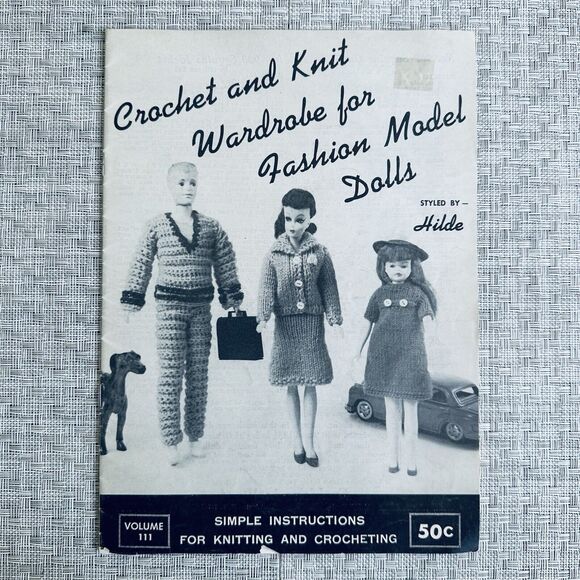 Crochet and Knit
Wardrobe for
Fashion Model
Dolls
STYLED BY —
Hilde
VOLUME
111
SIMPLE INSTRUCTIONS
FOR KNITTING AND CROCHETING
50c